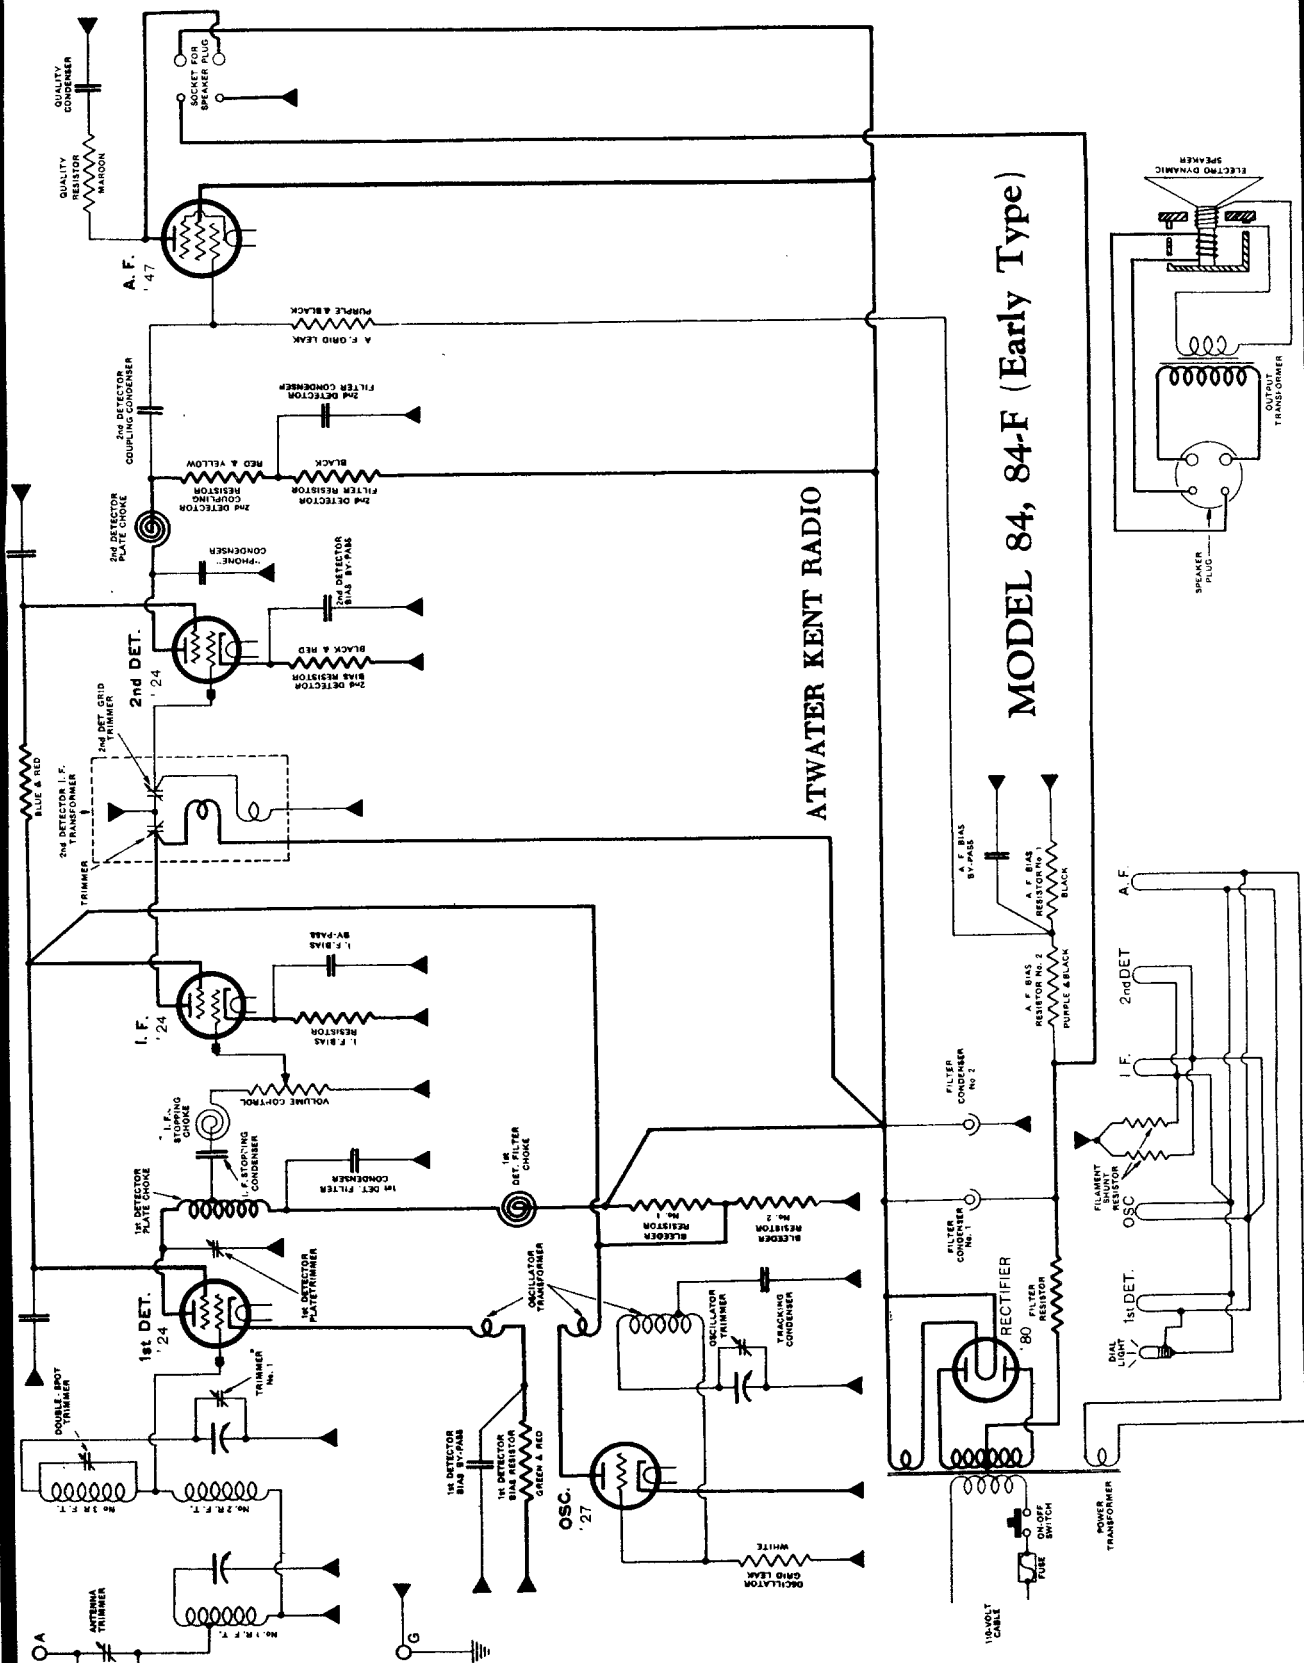 QUALITY
CONDENSER
QUALITY
RESISTOR
MAROON
SOCKET FOR
SPEAKER PLUG
A. F.
'47
A. F. GRID LEAK
PURPLE & BLACK
2nd DETECTOR
COUPLING CONDENSER
2nd DETECTOR
FILTER CONDENSER
2nd DETECTOR
COUPLING
RESISTOR
RED & YELLOW
2nd DETECTOR
FILTER RESISTOR
BLACK
2nd DETECTOR
PLATE CHOKE
"PHONE"
CONDENSER
2nd DETECTOR
BIAS BY-PASS
2nd DET.
'24
2nd DETECTOR
BIAS RESISTOR
BLACK & RED
2nd DET GRID
TRIMMER
2nd DETECTOR I. F.
TRANSFORMER
BLUE & RED
TRIMMER
I. F. BIAS
BY-PASS
I. F.
'24
I. F. BIAS
RESISTOR
VOLUME CONTROL
I. F.
STOPPING
CHOKE
I. F. STOPPING
CONDENSER
1st DETECTOR
PLATE CHOKE
1st DET. FILTER
CONDENSER
1st
DET. FILTER
CHOKE
1st DETECTOR
PLATE TRIMMER
1st DET.
'24
BLEEDER
RESISTOR
No. 1
BLEEDER
RESISTOR
No. 2
OSCILLATOR
TRANSFORMER
OSCILLATOR
TRIMMER
TRACKING
CONDENSER
DOUBLE-SPOT
TRIMMER
TRIMMER
No. 1
No. 3 R. F. T.
No. 2 R. F. T.
No. 1 R. F. T.
ANTENNA
TRIMMER
A
G
1st DETECTOR
BIAS BY-PASS
1st DETECTOR
BIAS RESISTOR
GREEN & RED
OSC.
'27
OSCILLATOR
GRID LEAK
WHITE
ATWATER KENT RADIO
MODEL 84, 84-F (Early Type)
A F BIAS
BY-PASS
A F BIAS
RESISTOR No. 1
BLACK
A F BIAS
RESISTOR No. 2
PURPLE & BLACK
FILTER
CONDENSER
No 2
FILTER
CONDENSER
No. 1
RECTIFIER
'80
FILTER
RESISTOR
POWER
TRANSFORMER
ON-OFF
SWITCH
FUSE
110-VOLT
CABLE
ELECTRO DYNAMIC
SPEAKER
OUTPUT
TRANSFORMER
SPEAKER
PLUG
A. F.
2nd DET
I F.
FILAMENT
SHUNT
RESISTOR
OSC
1st DET.
DIAL
LIGHT